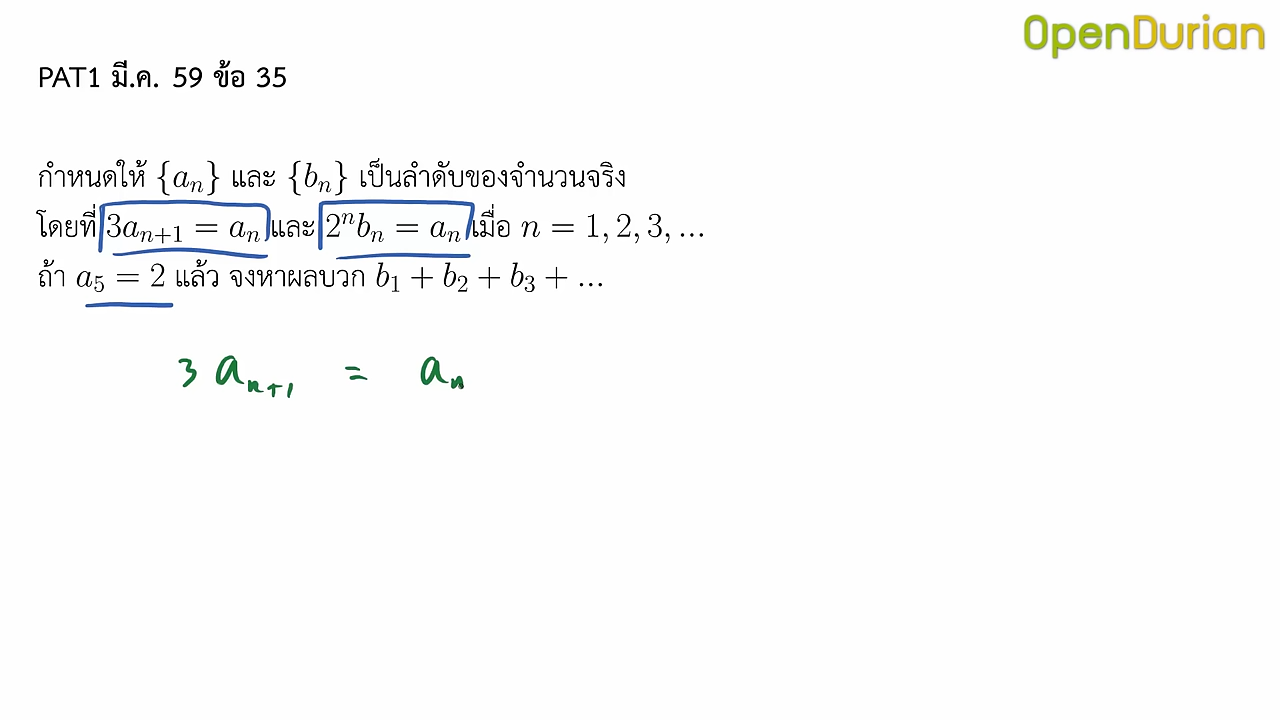 OpenDurian
PAT1 มี.ค. 59 ข้อ 35
กำหนดให้ {aₙ} และ {bₙ} เป็นลำดับของจำนวนจริง
โดยที่ 3aₙ₊₁ = aₙ และ 2ⁿbₙ = aₙ เมื่อ n = 1, 2, 3, ...
ถ้า a₅ = 2 แล้ว จงหาผลบวก b₁ + b₂ + b₃ + ...
3 aₙ₊₁ = aₙ